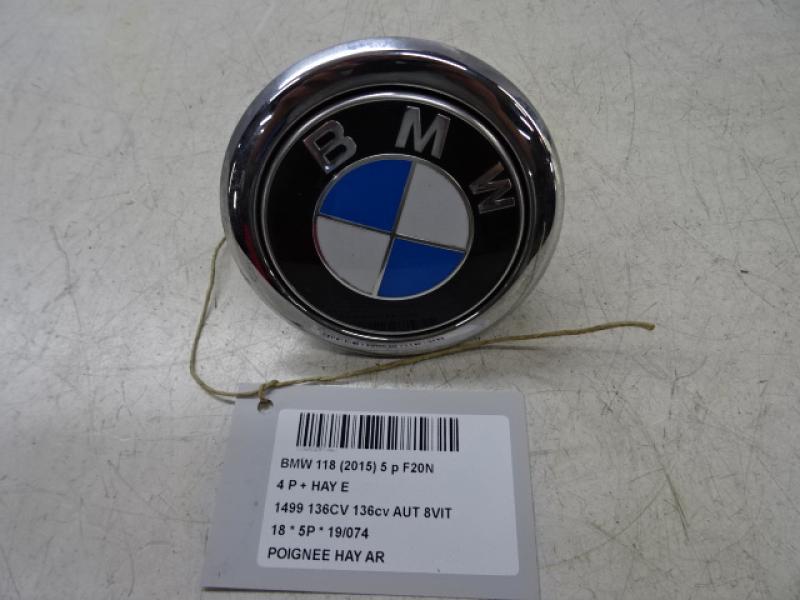 BMW
BMW 118 (2015) 5 p F20N
4 P + HAY E
1499 136CV 136cv AUT 8VIT
18 * 5P * 19/074
POIGNEE HAY AR